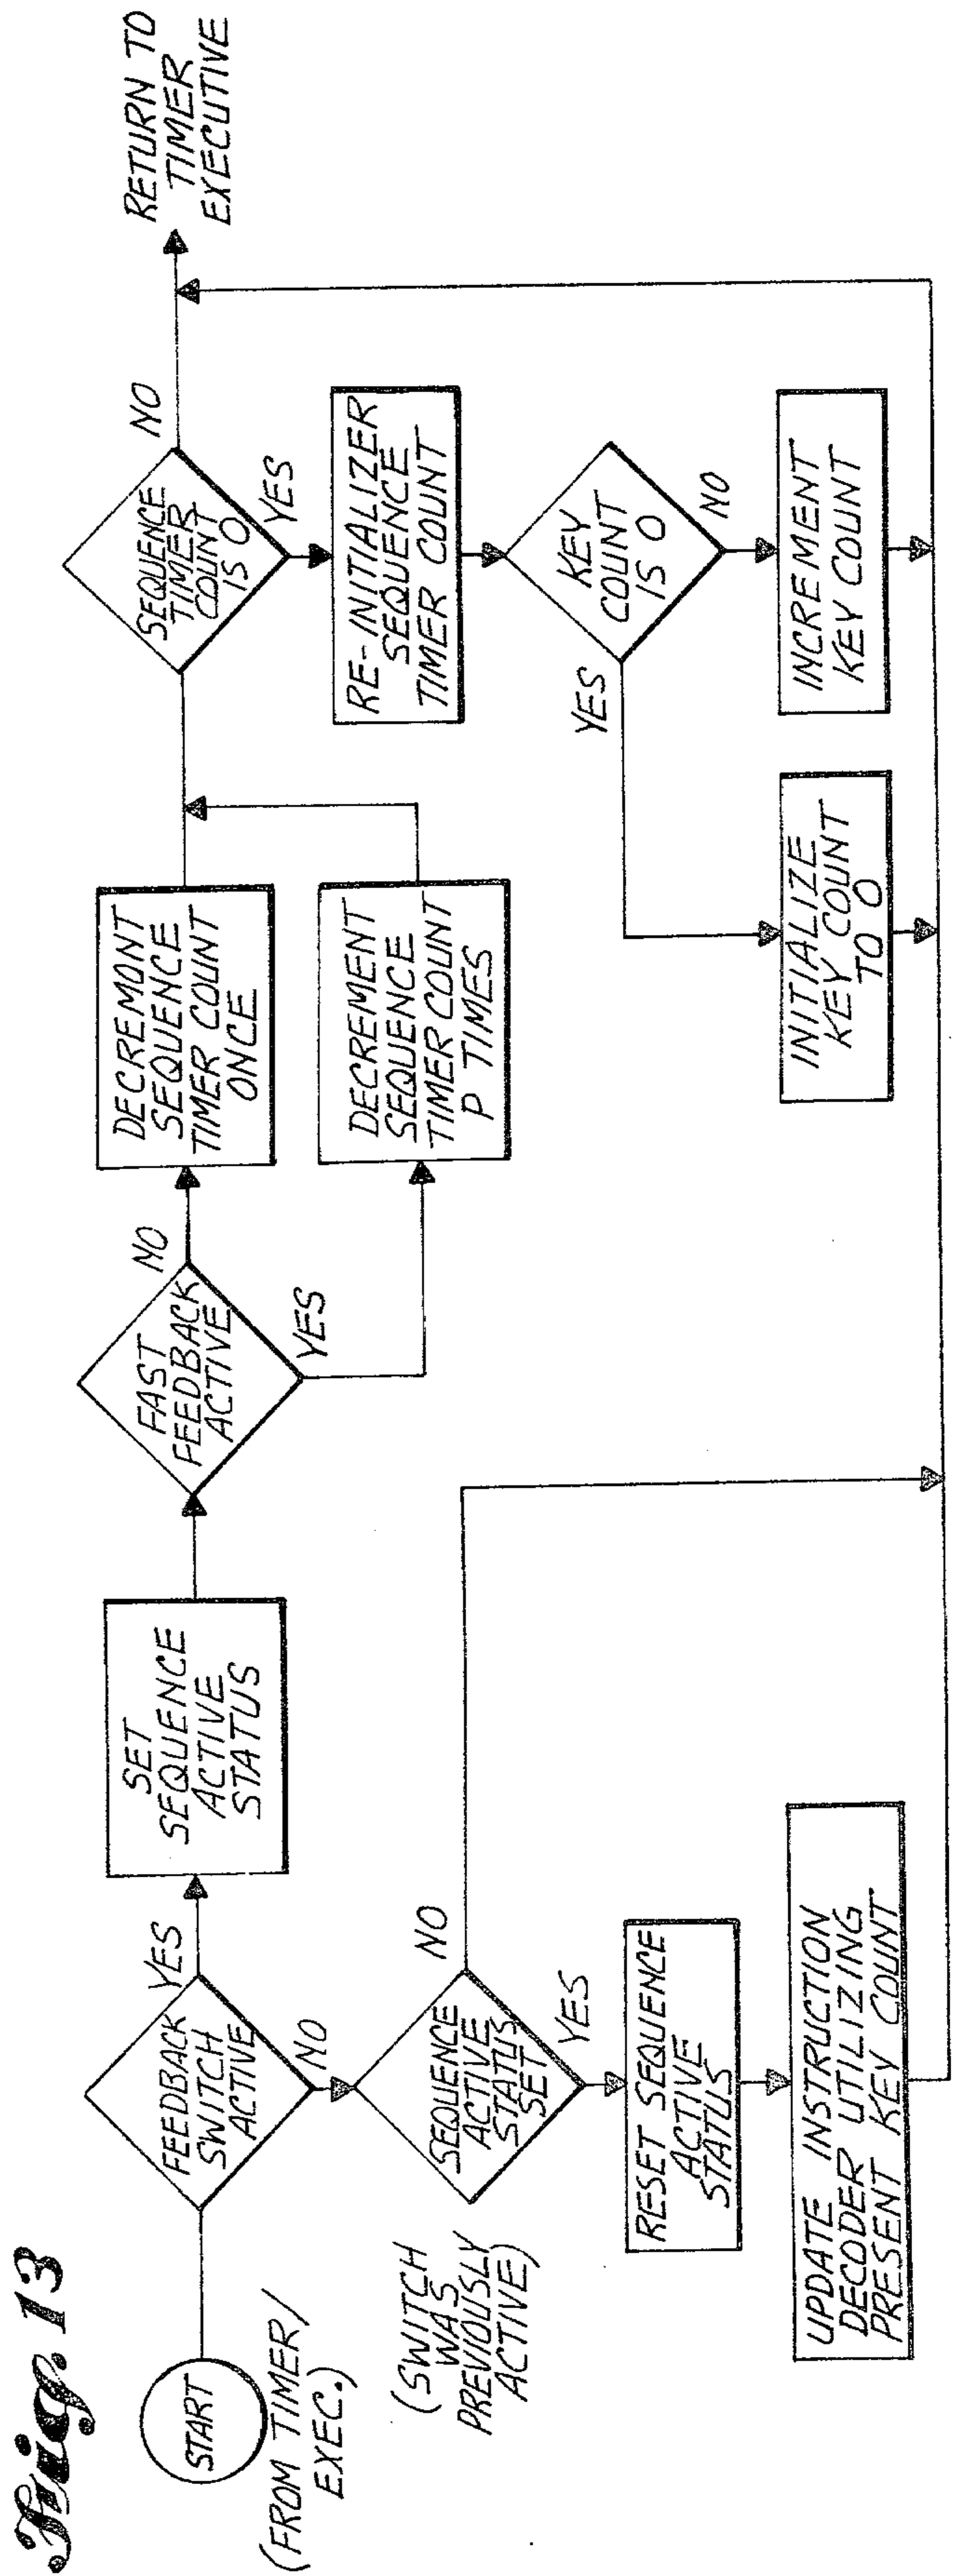 Fig. 13
START
(FROM TIMER/
EXEC.)
FEEDBACK
SWITCH
ACTIVE
YES
NO
SET
SEQUENCE
ACTIVE
STATUS
FAST
FEEDBACK
ACTIVE
NO
YES
DECREMONT
SEQUENCE
TIMER COUNT
ONCE
DECREMENT
SEQUENCE
TIMER COUNT
P TIMES
SEQUENCE
TIMER
COUNT
IS 0
NO
YES
RETURN TO
TIMER
EXECUTIVE
RE-INITIALIZER
SEQUENCE
TIMER COUNT
KEY
COUNT
IS 0
YES
NO
INITIALIZE
KEY COUNT
TO 0
INCREMENT
KEY COUNT
(SWITCH
WAS
PREVIOUSLY
ACTIVE)
SEQUENCE
ACTIVE
STATUS
SET
NO
YES
RESET SEQUENCE
ACTIVE
STATUS
UPDATE INSTRUCTION
DECODER UTILIZING
PRESENT KEY COUNT